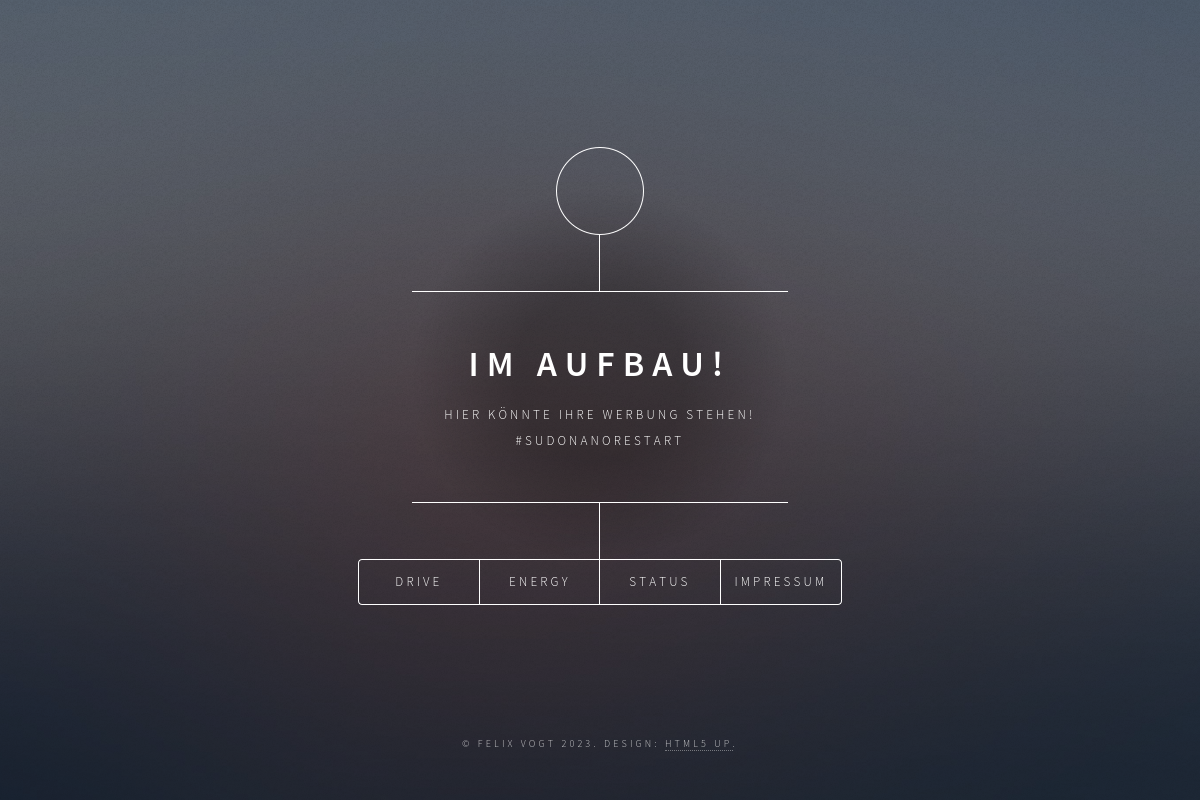 IM AUFBAU!
HIER KÖNNTE IHRE WERBUNG STEHEN!
#SUDONANORESTART
DRIVE
ENERGY
STATUS
IMPRESSUM
© FELIX VOGT 2023. DESIGN: HTML5 UP.